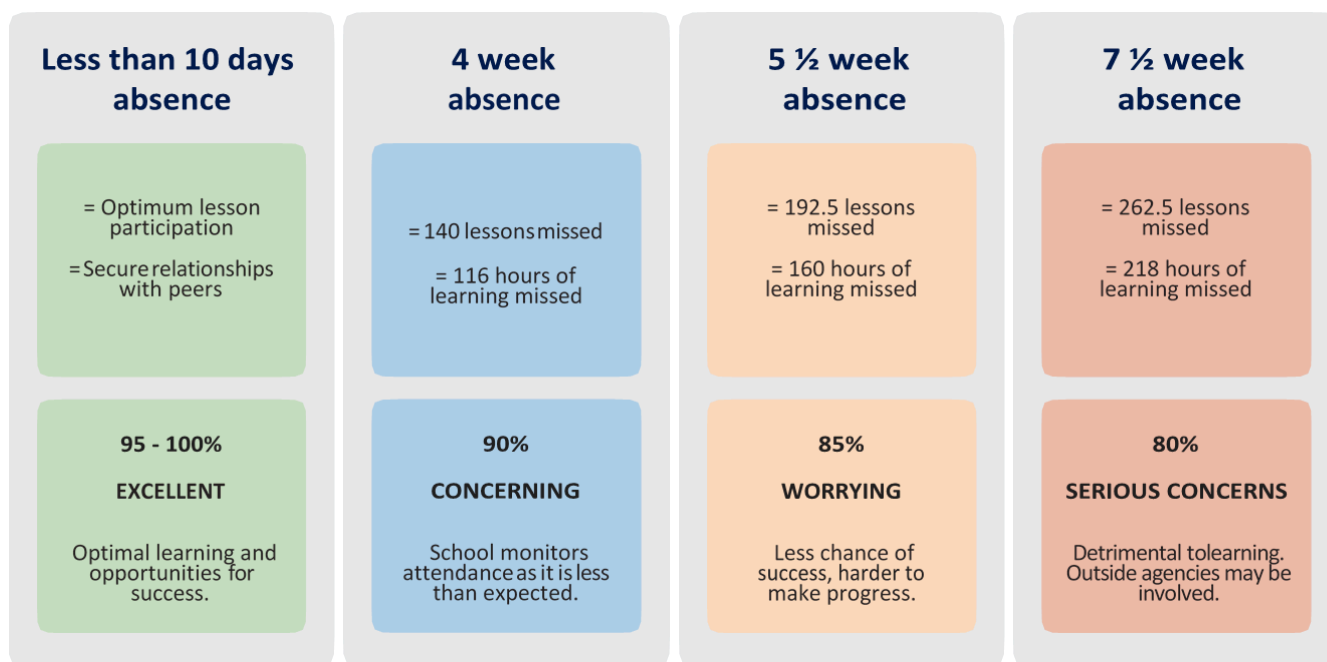 Less than 10 days
absence
= Optimum lesson
participation
= Secure relationships
with peers
95 - 100%
EXCELLENT
Optimal learning and
opportunities for
success.
4 week
absence
= 140 lessons missed
= 116 hours of
learning missed
90%
CONCERNING
School monitors
attendance as it is less
than expected.
5 ½ week
absence
= 192.5 lessons
missed
= 160 hours of
learning missed
85%
WORRYING
Less chance of
success, harder to
make progress.
7 ½ week
absence
= 262.5 lessons
missed
= 218 hours of
learning missed
80%
SERIOUS CONCERNS
Detrimental tolearning.
Outside agencies may be
involved.